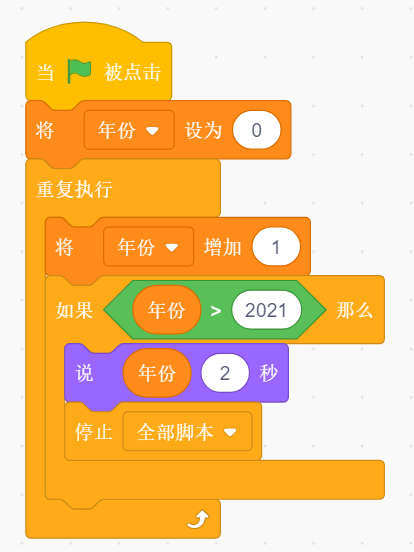 当 被点击
将 年份 设为 0
重复执行
将 年份 增加 1
如果 年份 > 2021 那么
说 年份 2 秒
停止 全部脚本